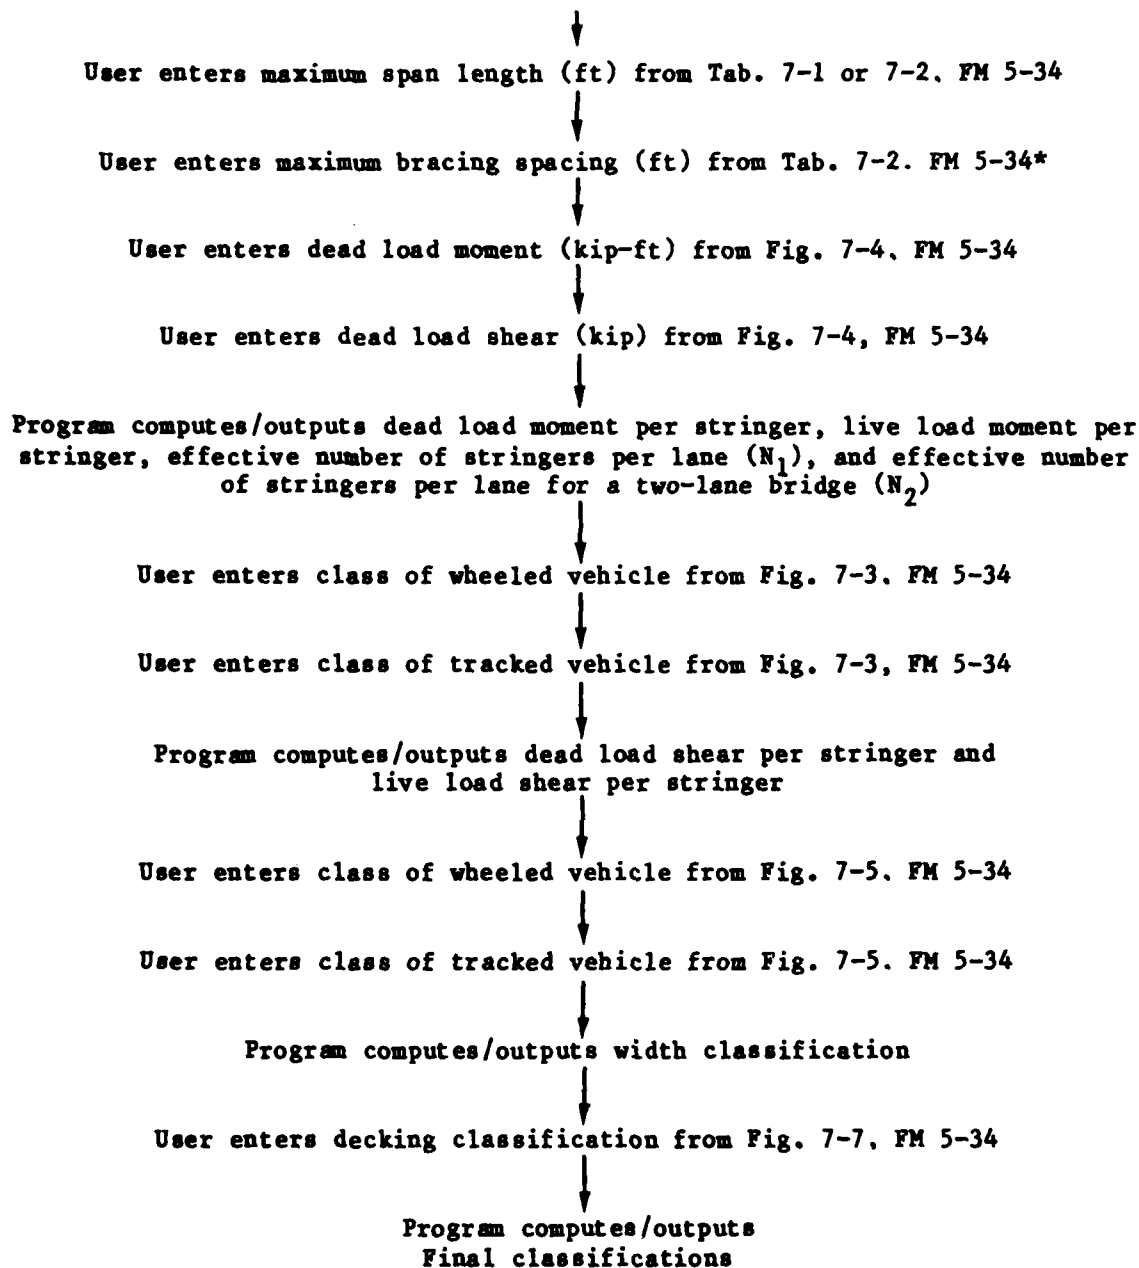 User enters maximum span length (ft) from Tab. 7-1 or 7-2. FM 5-34
User enters maximum bracing spacing (ft) from Tab. 7-2. FM 5-34*
User enters dead load moment (kip-ft) from Fig. 7-4. FM 5-34
User enters dead load shear (kip) from Fig. 7-4, FM 5-34
Program computes/outputs dead load moment per stringer, live load moment per
stringer, effective number of stringers per lane (N₁), and effective number
of stringers per lane for a two-lane bridge (N₂)
User enters class of wheeled vehicle from Fig. 7-3. FM 5-34
User enters class of tracked vehicle from Fig. 7-3, FM 5-34
Program computes/outputs dead load shear per stringer and
live load shear per stringer
User enters class of wheeled vehicle from Fig. 7-5. FM 5-34
User enters class of tracked vehicle from Fig. 7-5. FM 5-34
Program computes/outputs width classification
User enters decking classification from Fig. 7-7, FM 5-34
Program computes/outputs
Final classifications